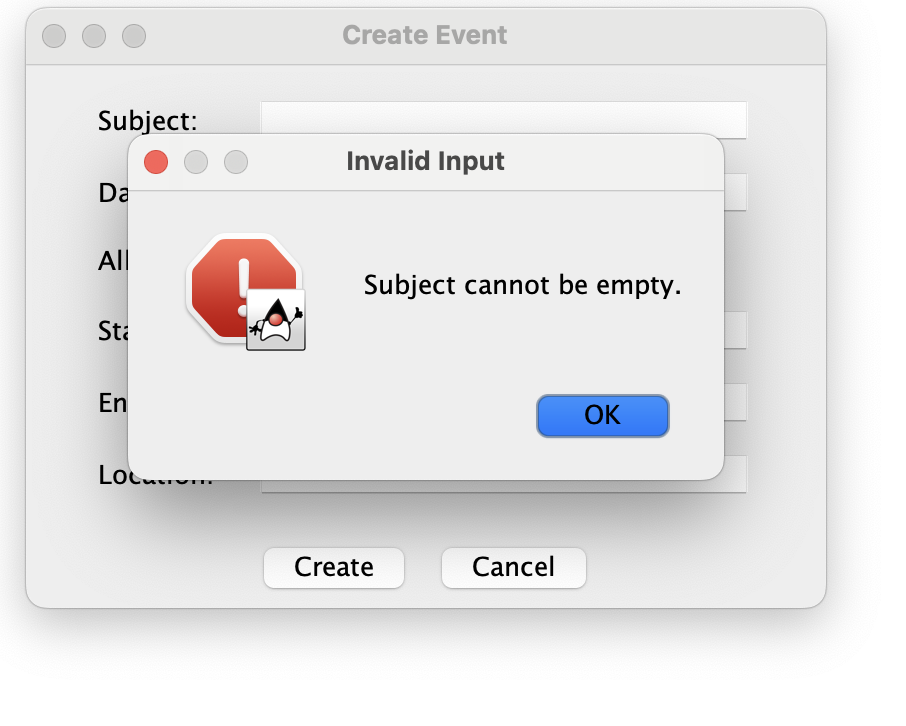 Create Event
Subject:
Invalid Input
Da
All
Subject cannot be empty.
Sta
En
OK
Location:
Create
Cancel